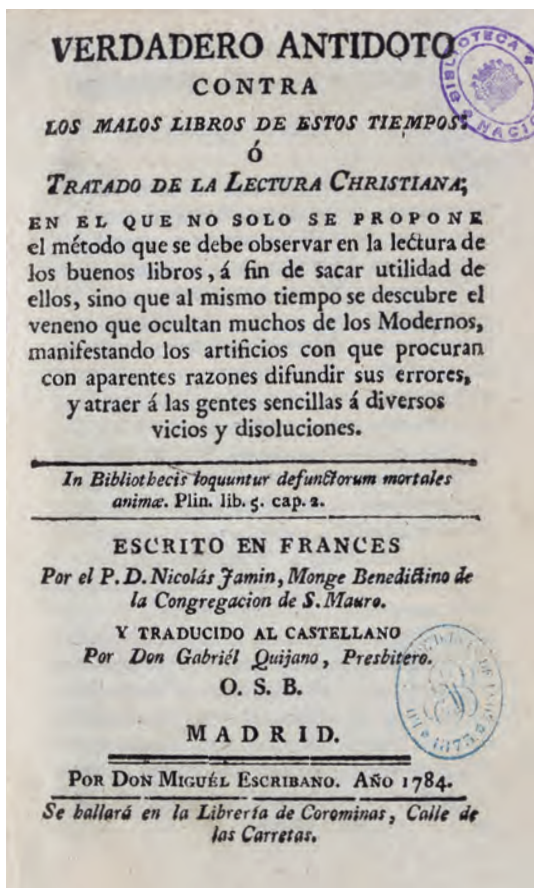 VERDADERO ANTIDOTO
CONTRA
LOS MALOS LIBROS DE ESTOS TIEMPOS:
ó
TRATADO DE LA LECTURA CHRISTIANA;
EN EL QUE NO SOLO SE PROPONE
el método que se debe observar en la lectura de
los buenos libros, á fin de sacar utilidad de
ellos, sino que al mismo tiempo se descubre el
veneno que ocultan muchos de los Modernos,
manifestando los artificios con que procuran
con aparentes razones difundir sus errores,
y atraer á las gentes sencillas á diversos
vicios y disoluciones.
In Bibliothecis loquuntur defunctorum mortales
animæ. Plin. lib. 5. cap. 2.
ESCRITO EN FRANCES
Por el P. D. Nicolás Jamin, Monge Benedictino de
la Congregacion de S. Mauro.
Y TRADUCIDO AL CASTELLANO
Por Don Gabriél Quijano, Presbitero.
O. S. B.
MADRID.
POR DON MIGUÉL ESCRIBANO. AÑO 1784.
Se hallará en la Librería de Corominas, Calle de
las Carretas.
BIBLIOTECA NACIO
1873